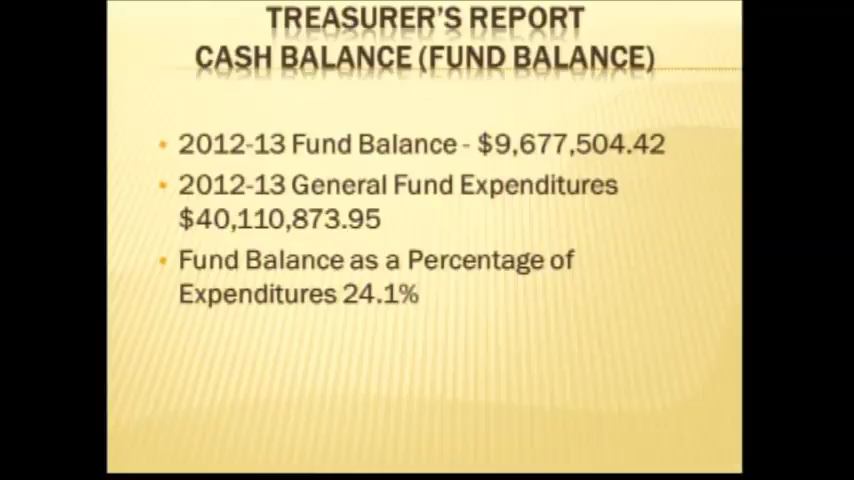 TREASURER'S REPORT
CASH BALANCE (FUND BALANCE)
• 2012-13 Fund Balance - $9,677,504.42
• 2012-13 General Fund Expenditures
$40,110,873.95
• Fund Balance as a Percentage of
Expenditures 24.1%